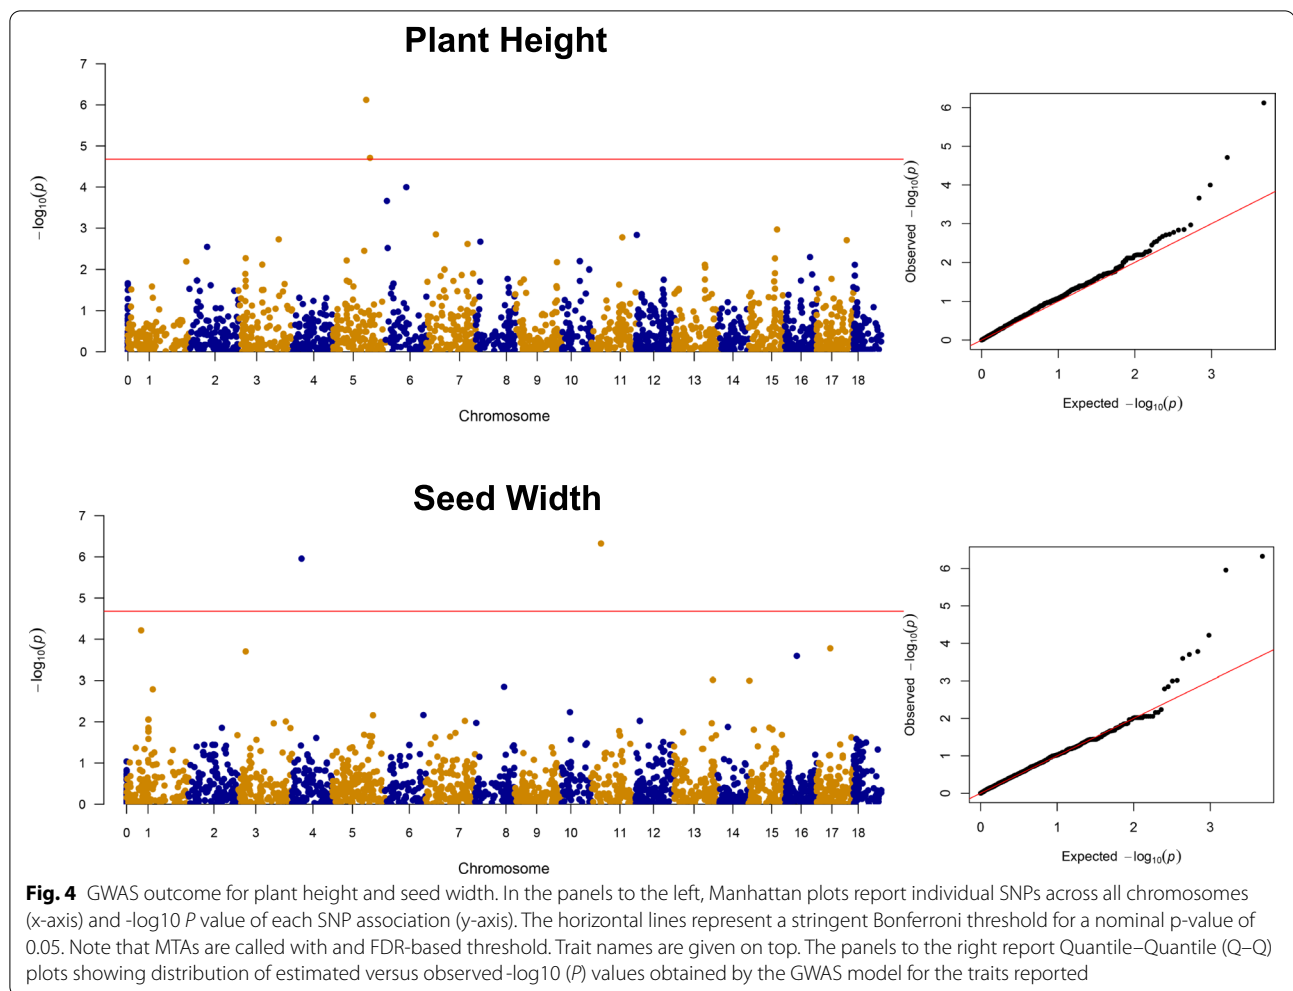 Plant Height
7
6
5
4
3
2
1
0
−log10(p)
0 1 2 3 4 5 6 7 8 9 10 11 12 13 14 15 16 17 18
Chromosome
6
5
4
3
2
1
0
Observed −log10(p)
0 1 2 3
Expected −log10(p)
Seed Width
7
6
5
4
3
2
1
0
−log10(p)
0 1 2 3 4 5 6 7 8 9 10 11 12 13 14 15 16 17 18
Chromosome
6
5
4
3
2
1
0
Observed −log10(p)
0 1 2 3
Expected −log10(p)
Fig. 4 GWAS outcome for plant height and seed width. In the panels to the left, Manhattan plots report individual SNPs across all chromosomes
(x-axis) and -log10 P value of each SNP association (y-axis). The horizontal lines represent a stringent Bonferroni threshold for a nominal p-value of
0.05. Note that MTAs are called with and FDR-based threshold. Trait names are given on top. The panels to the right report Quantile–Quantile (Q–Q)
plots showing distribution of estimated versus observed -log10 (P) values obtained by the GWAS model for the traits reported